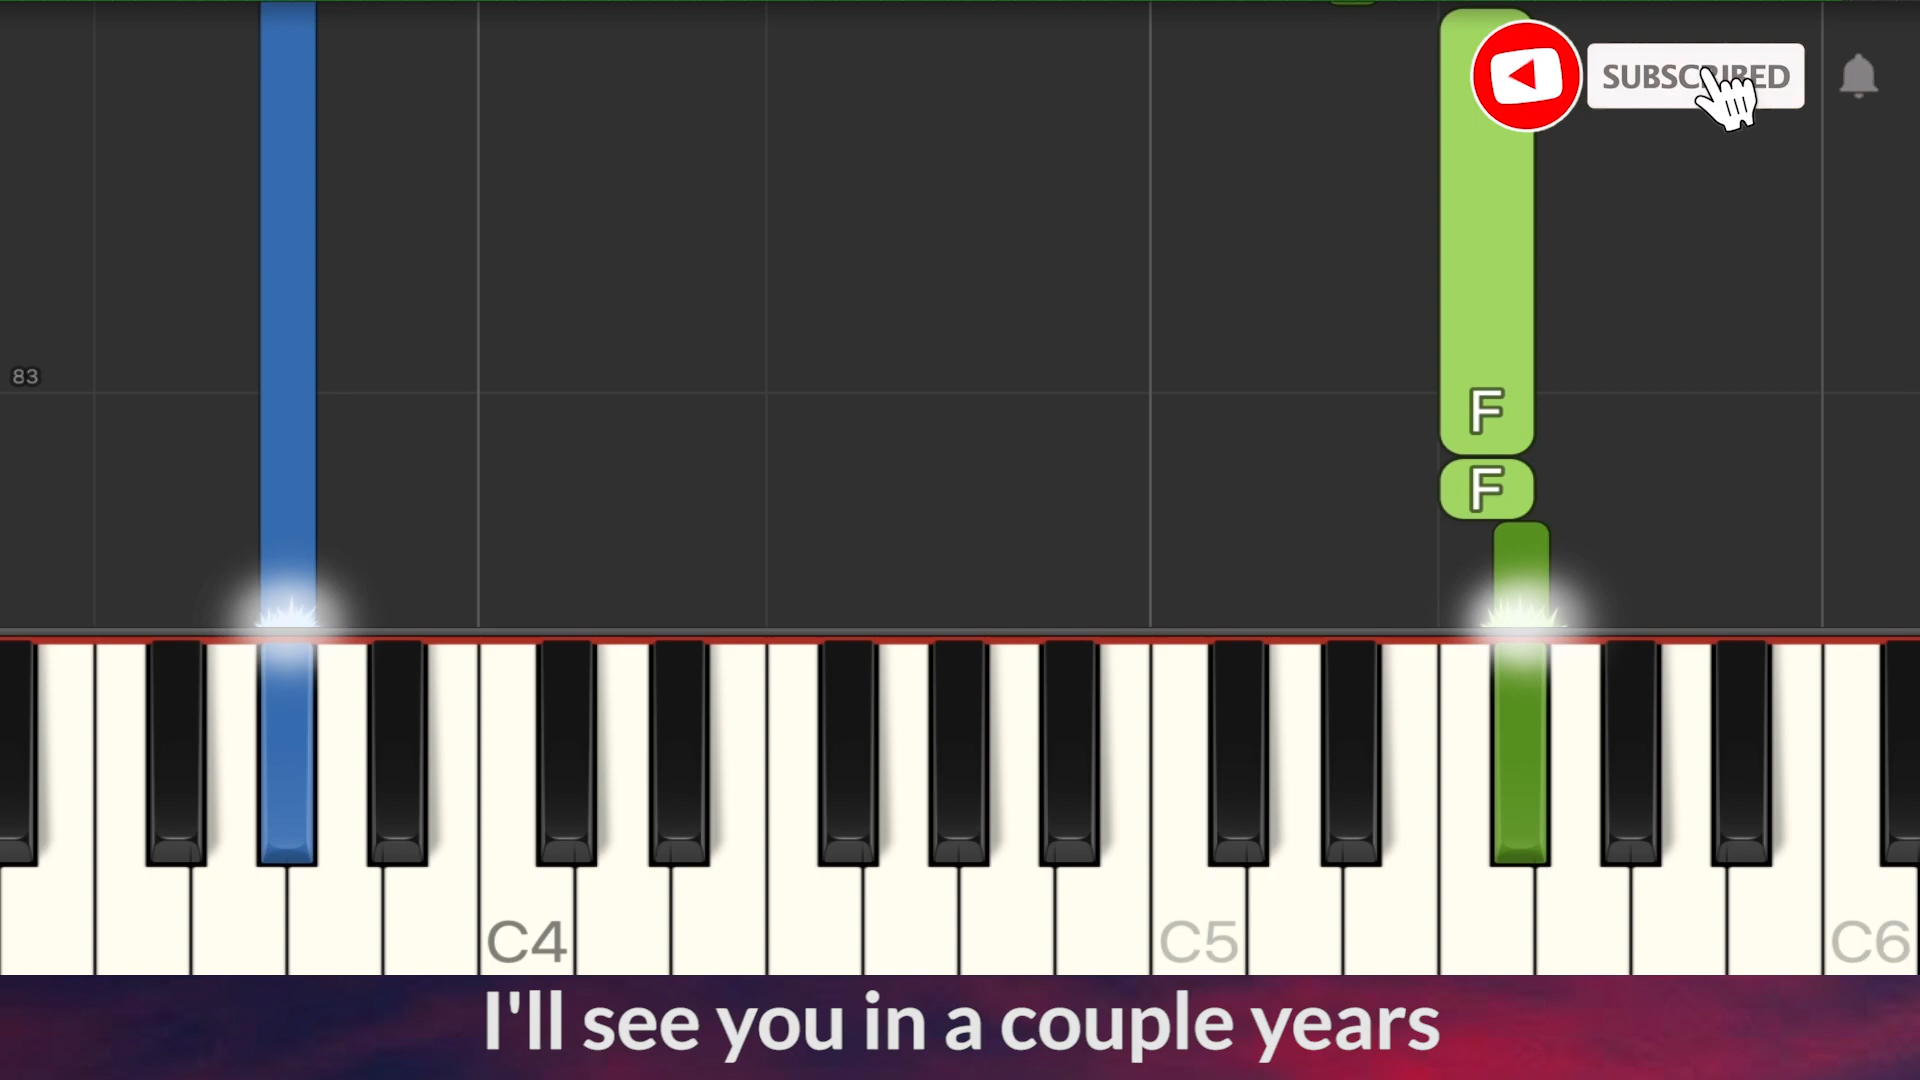 SUBSCRIBED
83
F
F
C4 C5 C6
I'll see you in a couple years